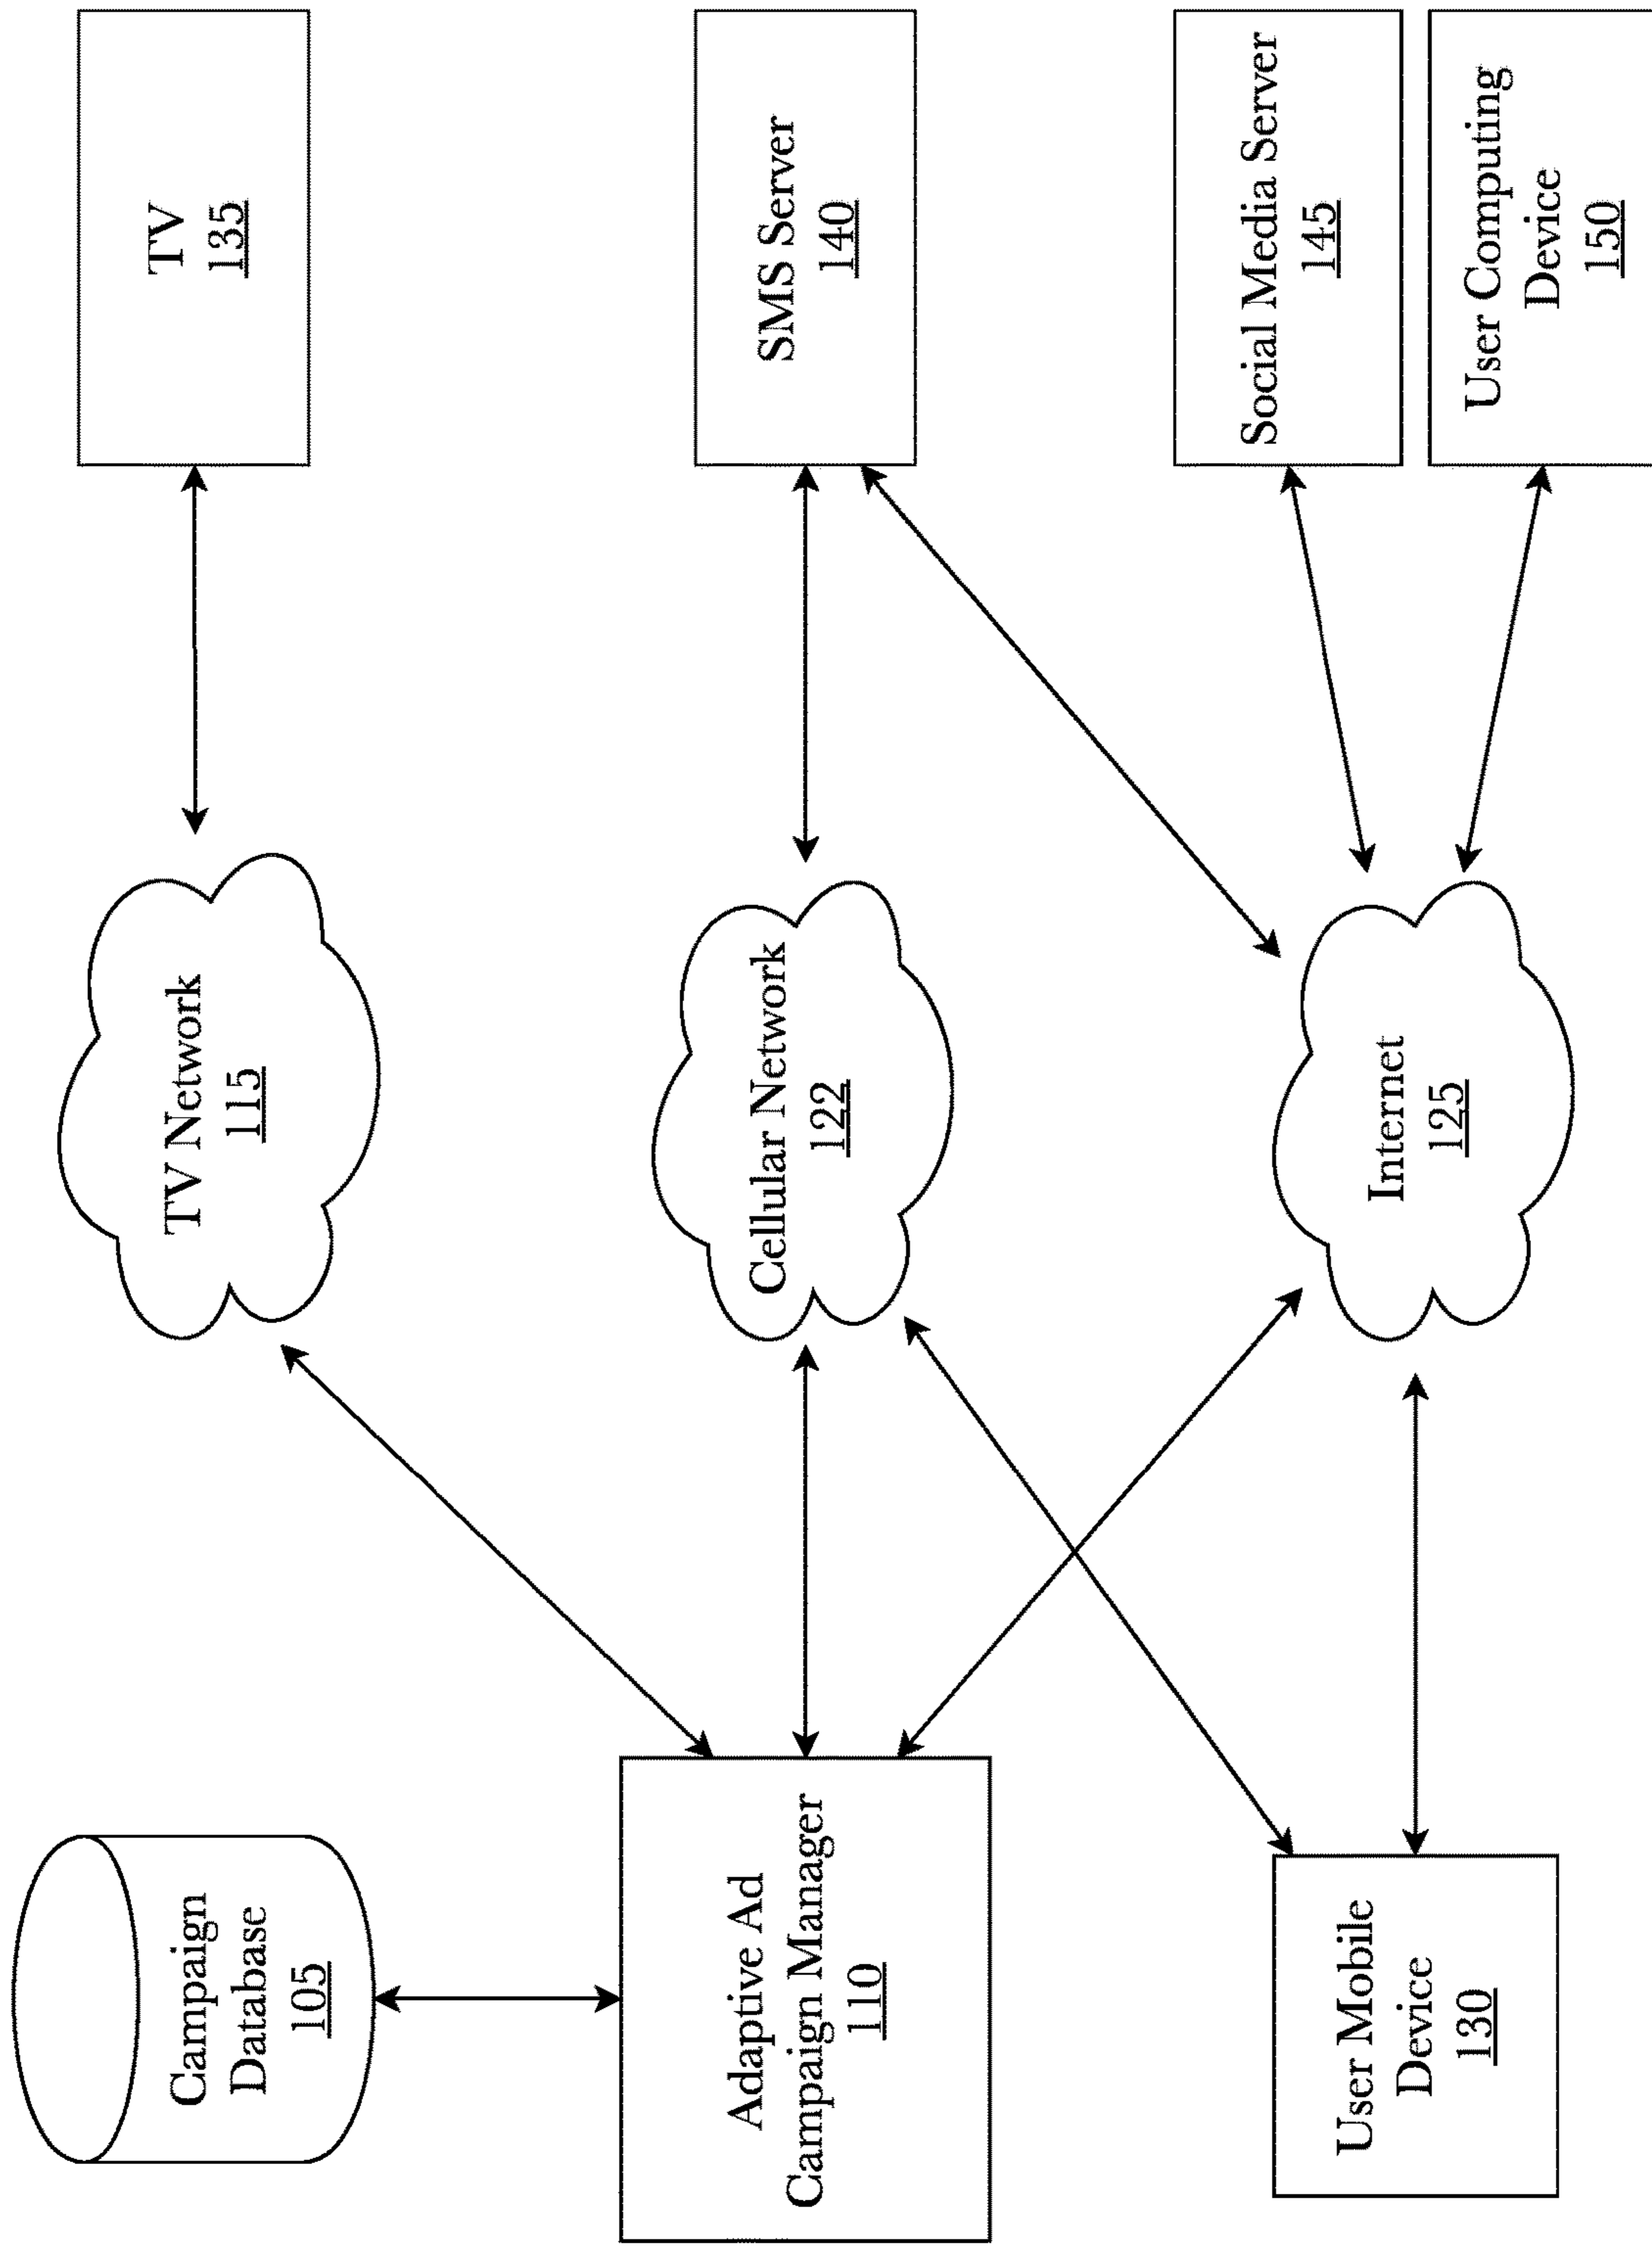 Campaign
Database
105
Adaptive Ad
Campaign Manager
110
User Mobile
Device
130
TV Network
115
Cellular Network
122
Internet
125
TV
135
SMS Server
140
Social Media Server
145
User Computing
Device
150